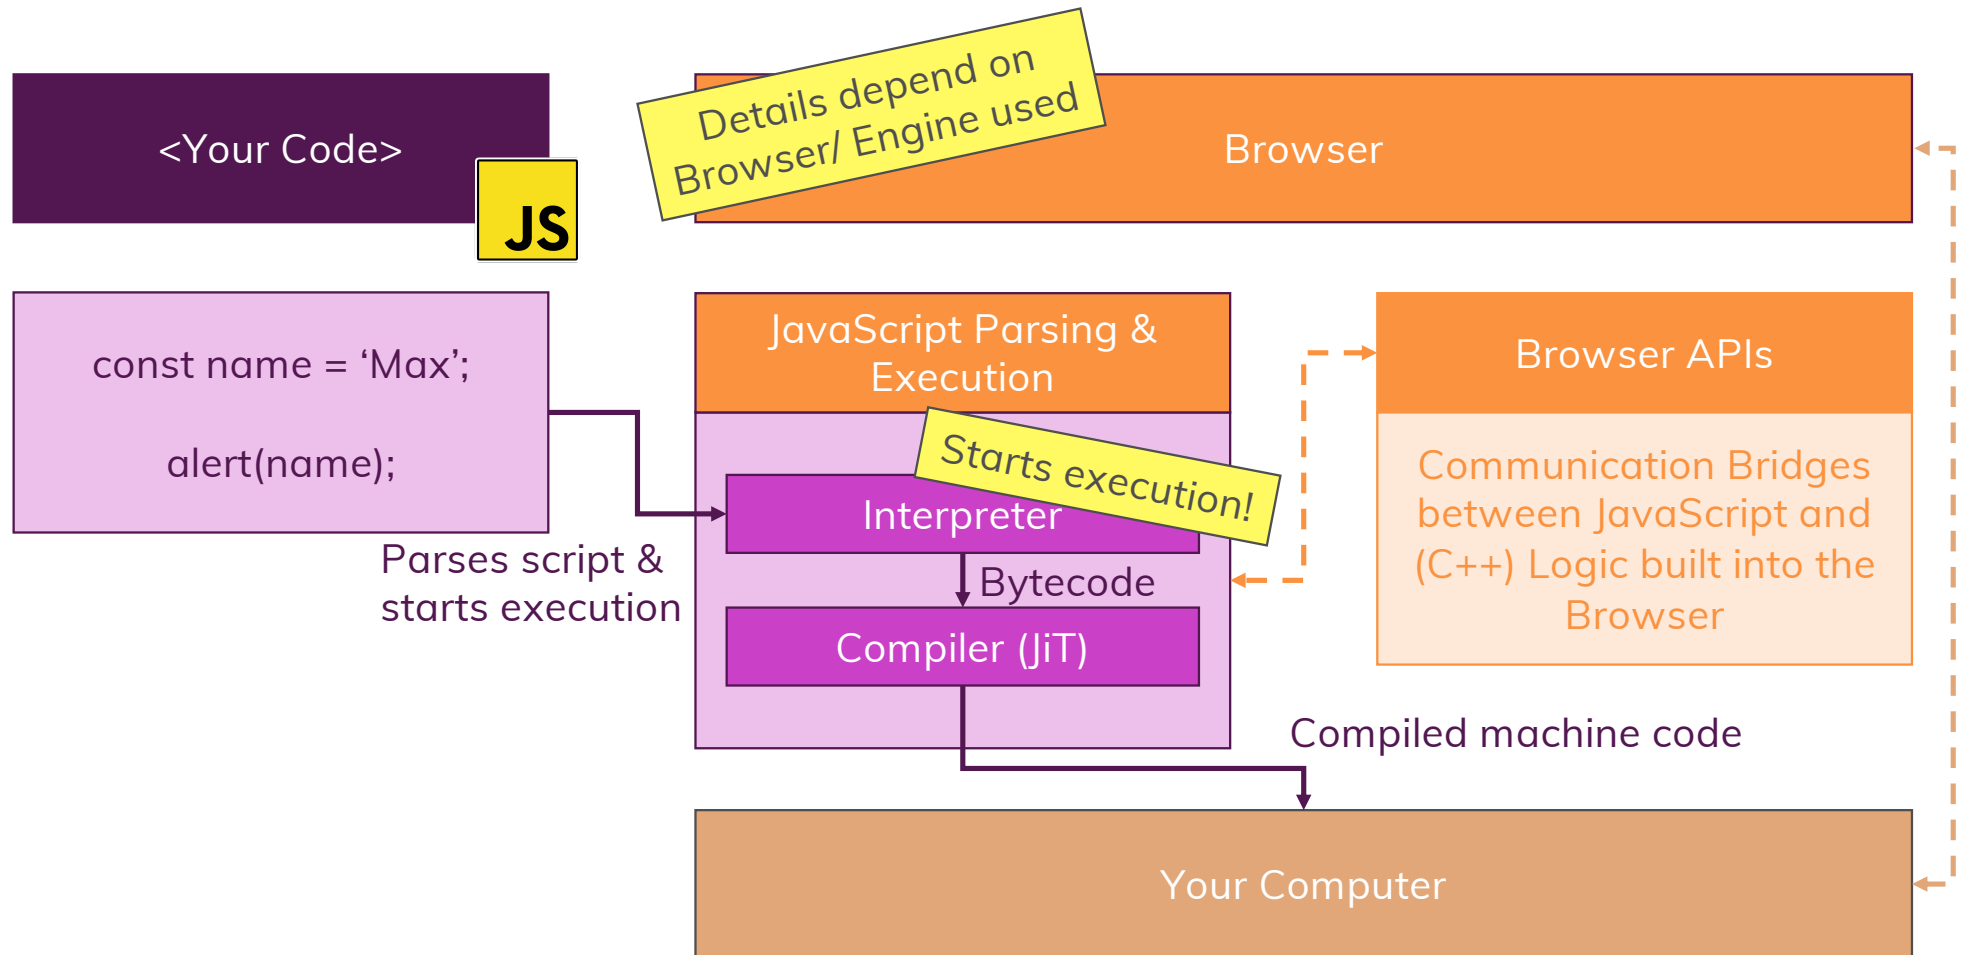 <Your Code>
JS
Details depend on
Browser/ Engine used
Browser
const name = ‘Max’;
alert(name);
Parses script &
starts execution
JavaScript Parsing &
Execution
Starts execution!
Interpreter
Bytecode
Compiler (JiT)
Browser APIs
Communication Bridges
between JavaScript and
(C++) Logic built into the
Browser
Compiled machine code
Your Computer